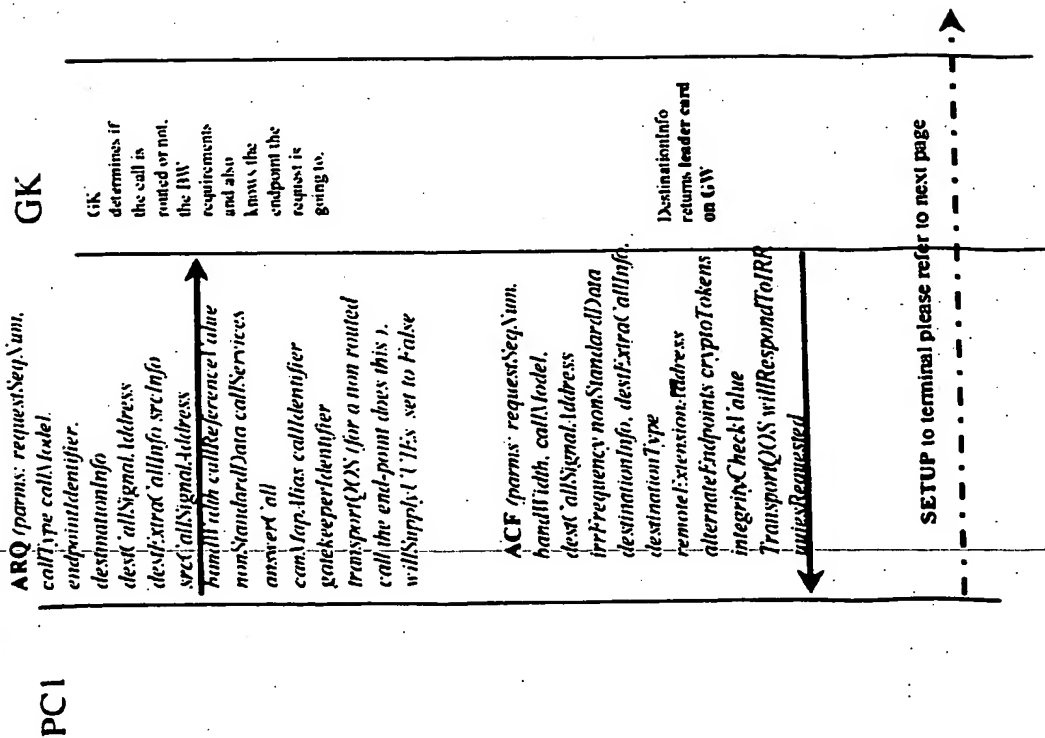 PC1
GK
ARQ (parms: requestSeqNum,
callType callModel,
endpointIdentifier,
destinationInfo
destCallSignalAddress
destExtraCallInfo srcInfo
srcCallSignalAddress
bandWidth callReferenceValue
nonStandardData callServices
answerCall
canMapAlias callIdentifier
gatekeeperIdentifier
transportQOS (for a non routed
call the end-point does this ).
willSupplyUUIEs set to False
GK
determines if
the call is
routed or not,
the BW
requirements
and also
knows the
endpoint the
request is
going to.
ACF (parms: requestSeqNum,
bandWidth, callModel,
destCallSignalAddress
irrFrequency nonStandardData
destinationInfo, destExtraCallInfo,
destinationType
remoteExtensionAddress
alternateEndpoints cryptoTokens
integrityCheckValue
TransportQOS willRespondToIRR
uuiesRequested
DestinationInfo
returns leader card
on GW
SETUP to terminal please refer to next page